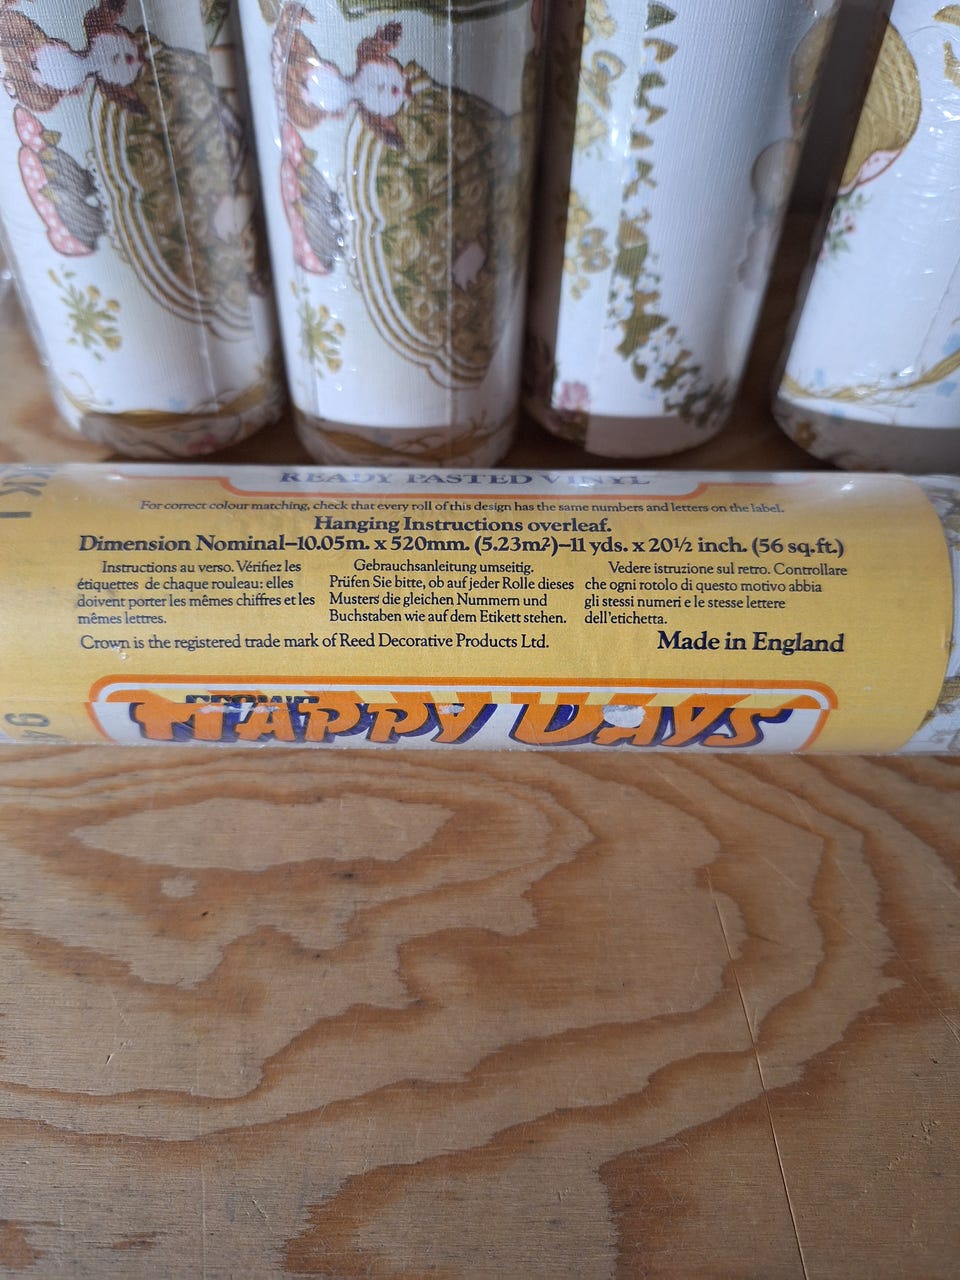 READY PASTED VINYL
For correct colour matching, check that every roll of this design has the same numbers and letters on the label.
Hanging Instructions overleaf.
Dimension Nominal–10.05m. x 520mm. (5.23m²)–11 yds. x 20½ inch. (56 sq.ft.)
Instructions au verso. Vérifiez les
étiquettes de chaque rouleau: elles
doivent porter les mêmes chiffres et les
mêmes lettres.
Gebrauchsanleitung umseitig.
Prüfen Sie bitte, ob auf jeder Rolle dieses
Musters die gleichen Nummern und
Buchstaben wie auf dem Etikett stehen.
Vedere istruzione sul retro. Controllare
che ogni rotolo di questo motivo abbia
gli stessi numeri e le stesse lettere
dell'etichetta.
Crown is the registered trade mark of Reed Decorative Products Ltd.
Made in England
HAPPY DAYS